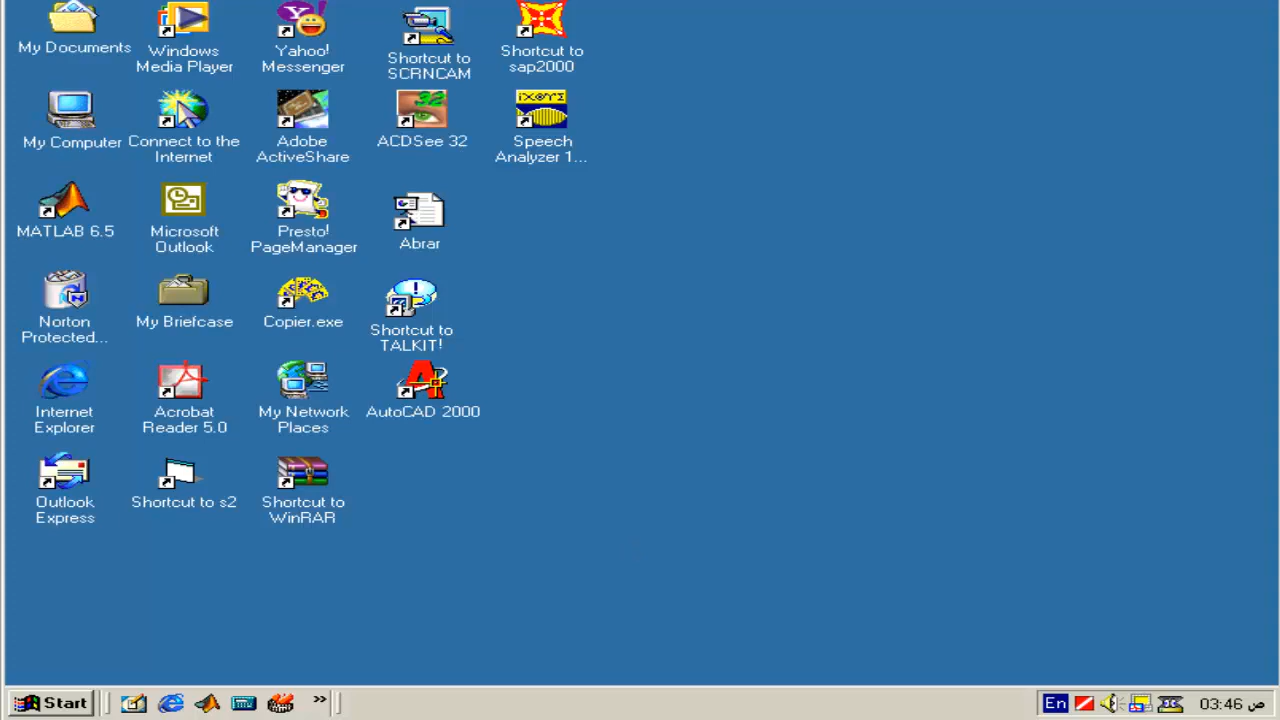 My Documents
Windows
Media Player
Yahoo!
Messenger
Shortcut to
SCRNCAM
Shortcut to
sap2000
My Computer
Connect to the
Internet
Adobe
ActiveShare
ACDSee 32
32
IXOYE
Speech
Analyzer 1...
MATLAB 6.5
Microsoft
Outlook
Presto!
PageManager
Abrar
Norton
Protected...
My Briefcase
Copier.exe
Shortcut to
TALKIT!
Internet
Explorer
Acrobat
Reader 5.0
My Network
Places
AutoCAD 2000
Outlook
Express
Shortcut to s2
Shortcut to
WinRAR
Start
»
En
03:46 ص